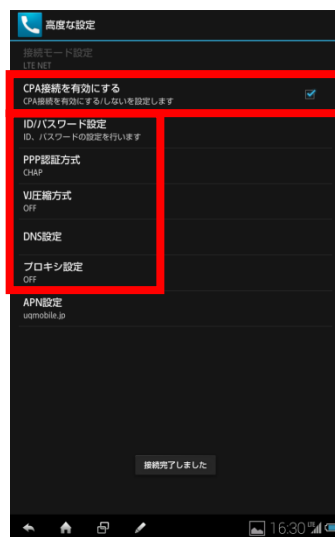 高度な設定
接続モード設定
LTE NET
CPA接続を有効にする
CPA接続を有効にする/しないを設定します
ID/パスワード設定
ID、パスワードの設定を行います
PPP認証方式
CHAP
VJ圧縮方式
OFF
DNS設定
プロキシ設定
OFF
APN設定
uqmobile.jp
接続完了しました
16:30 LTE